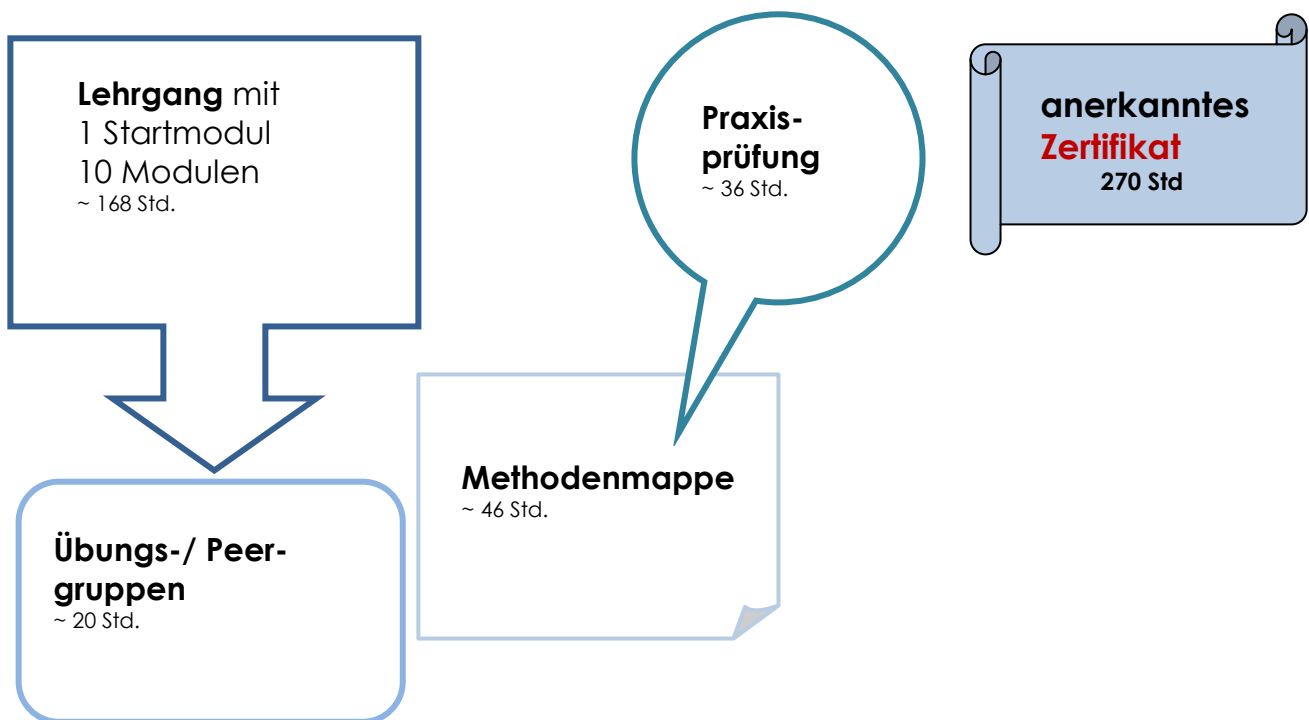 Lehrgang mit
1 Startmodul
10 Modulen
~ 168 Std.
Übungs-/ Peer-
gruppen
~ 20 Std.
Methodenmappe
~ 46 Std.
Praxis-
prüfung
~ 36 Std.
anerkanntes
Zertifikat
270 Std